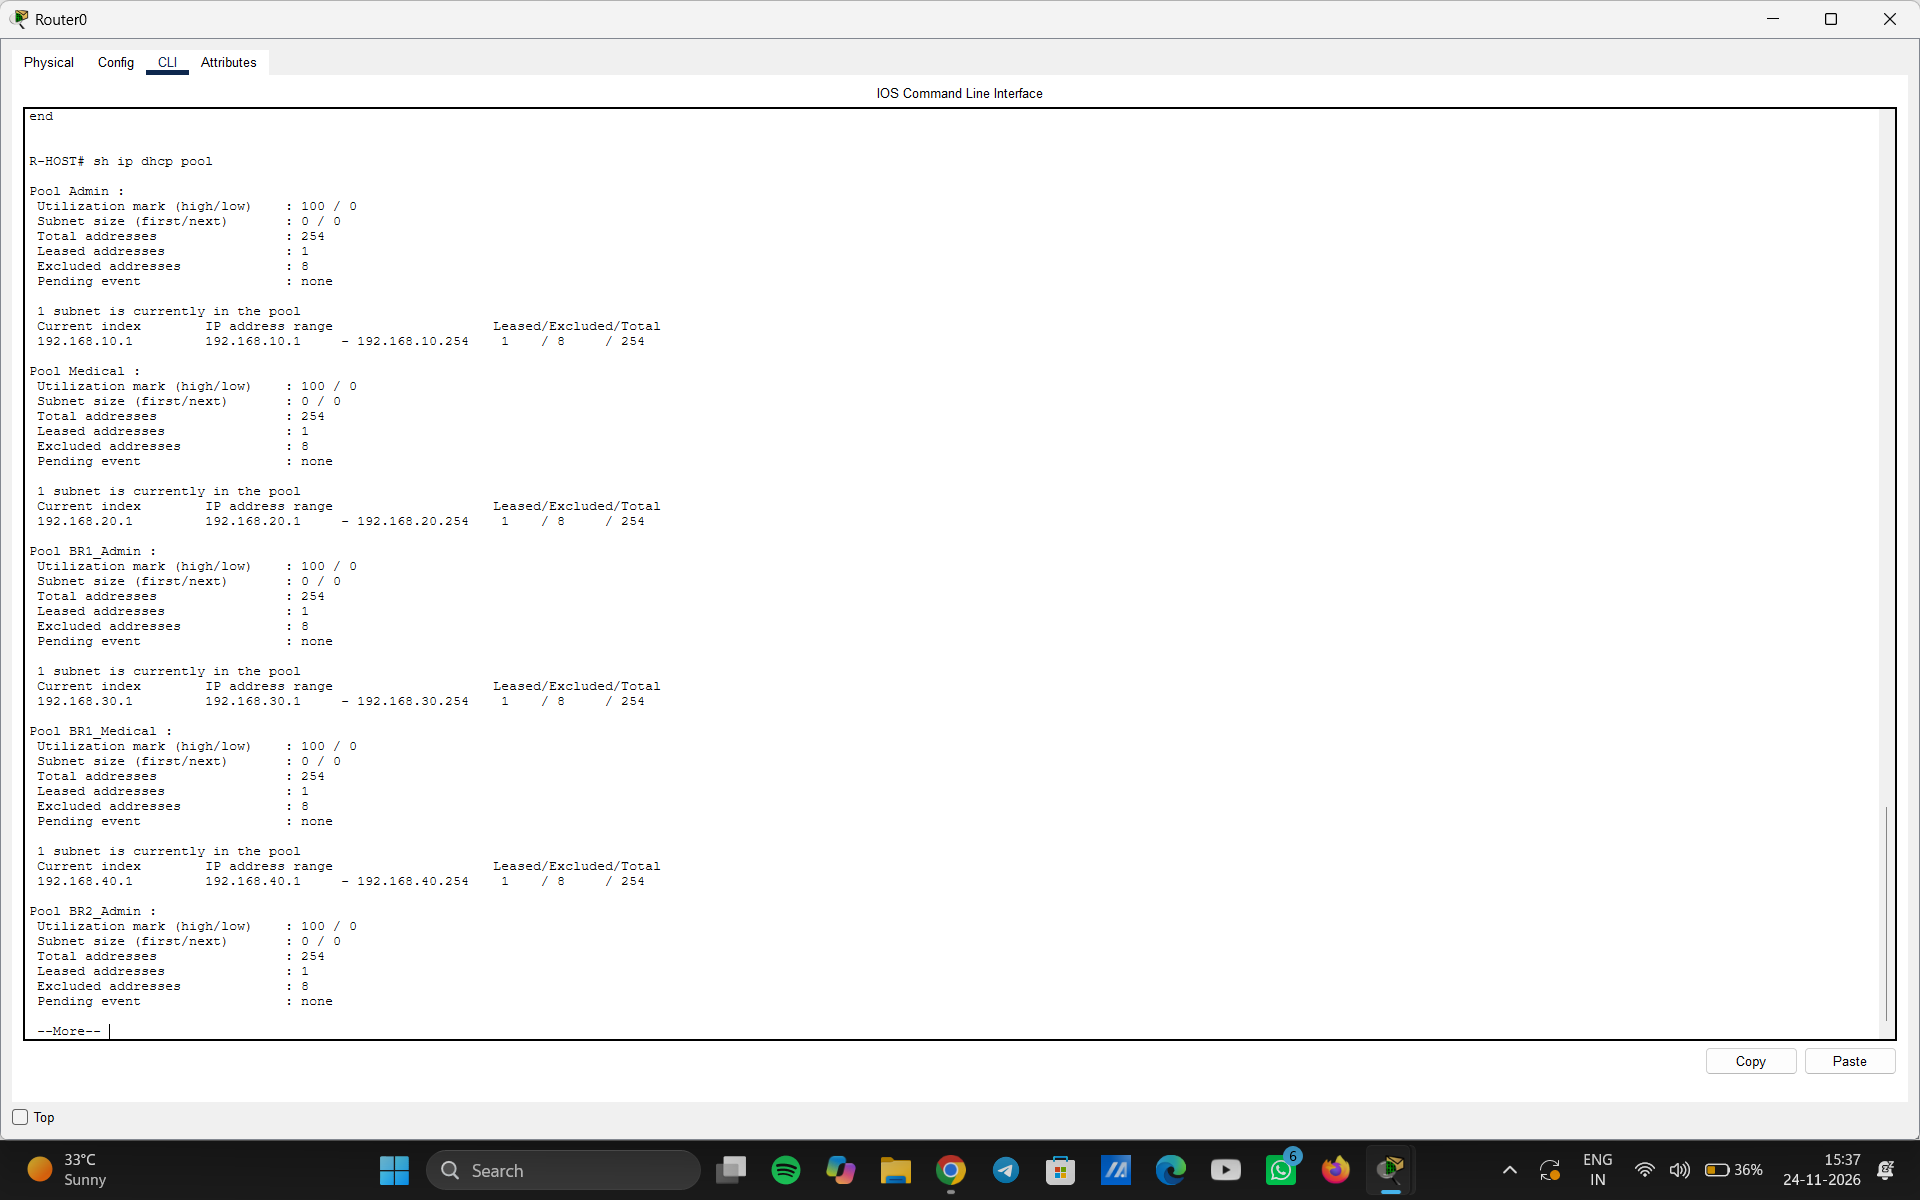 Router0
Physical Config CLI Attributes
IOS Command Line Interface
end
R-HOST# sh ip dhcp pool
Pool Admin :
Utilization mark (high/low) : 100 / 0
Subnet size (first/next) : 0 / 0
Total addresses : 254
Leased addresses : 1
Excluded addresses : 8
Pending event : none
1 subnet is currently in the pool
Current index IP address range Leased/Excluded/Total
192.168.10.1 192.168.10.1 - 192.168.10.254 1 / 8 / 254
Pool Medical :
Utilization mark (high/low) : 100 / 0
Subnet size (first/next) : 0 / 0
Total addresses : 254
Leased addresses : 1
Excluded addresses : 8
Pending event : none
1 subnet is currently in the pool
Current index IP address range Leased/Excluded/Total
192.168.20.1 192.168.20.1 - 192.168.20.254 1 / 8 / 254
Pool BR1_Admin :
Utilization mark (high/low) : 100 / 0
Subnet size (first/next) : 0 / 0
Total addresses : 254
Leased addresses : 1
Excluded addresses : 8
Pending event : none
1 subnet is currently in the pool
Current index IP address range Leased/Excluded/Total
192.168.30.1 192.168.30.1 - 192.168.30.254 1 / 8 / 254
Pool BR1_Medical :
Utilization mark (high/low) : 100 / 0
Subnet size (first/next) : 0 / 0
Total addresses : 254
Leased addresses : 1
Excluded addresses : 8
Pending event : none
1 subnet is currently in the pool
Current index IP address range Leased/Excluded/Total
192.168.40.1 192.168.40.1 - 192.168.40.254 1 / 8 / 254
Pool BR2_Admin :
Utilization mark (high/low) : 100 / 0
Subnet size (first/next) : 0 / 0
Total addresses : 254
Leased addresses : 1
Excluded addresses : 8
Pending event : none
--More--
Copy Paste
Top
33°C
Sunny
Search
6
ENG
IN
36%
15:37
24-11-2026